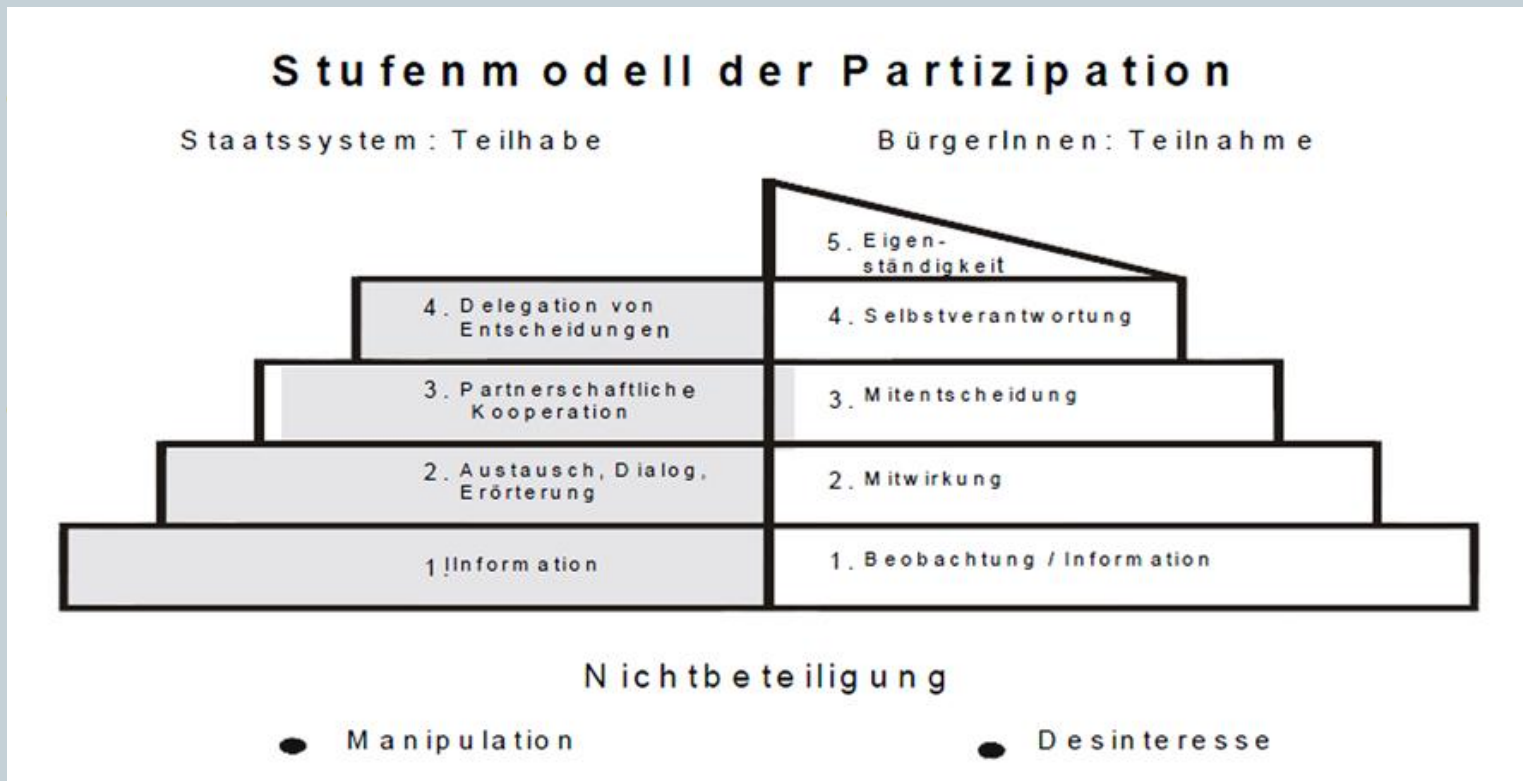 Stufenmodell der Partizipation
Staatssystem: Teilhabe
BürgerInnen: Teilnahme
5. Eigen-
ständigkeit
4. Delegation von
Entscheidungen
4. Selbstverantwortung
3. Partnerschaftliche
Kooperation
3. Mitentscheidung
2. Austausch, Dialog,
Erörterung
2. Mitwirkung
1. Information
1. Beobachtung / Information
Nichtbeteiligung
● Manipulation
● Desinteresse